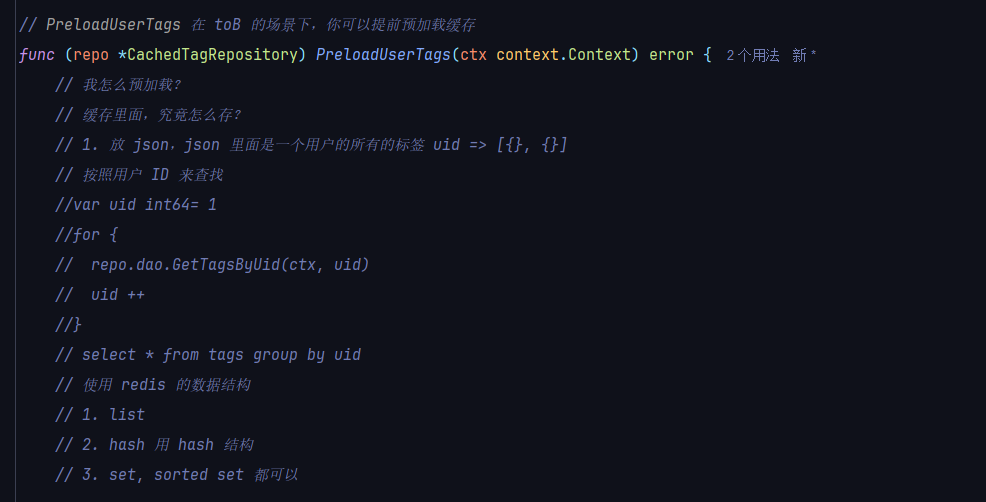 // PreloadUserTags 在 toB 的场景下，你可以提前预加载缓存
func (repo *CachedTagRepository) PreloadUserTags(ctx context.Context) error { 2个用法 新 *
// 我怎么预加载？
// 缓存里面，究竟怎么存？
// 1. 放 json，json 里面是一个用户的所有的标签 uid => [{}, {}]
// 按照用户 ID 来查找
//var uid int64= 1
//for {
//  repo.dao.GetTagsByUid(ctx, uid)
//  uid ++
//}
// select * from tags group by uid
// 使用 redis 的数据结构
// 1. list
// 2. hash 用 hash 结构
// 3. set, sorted set 都可以